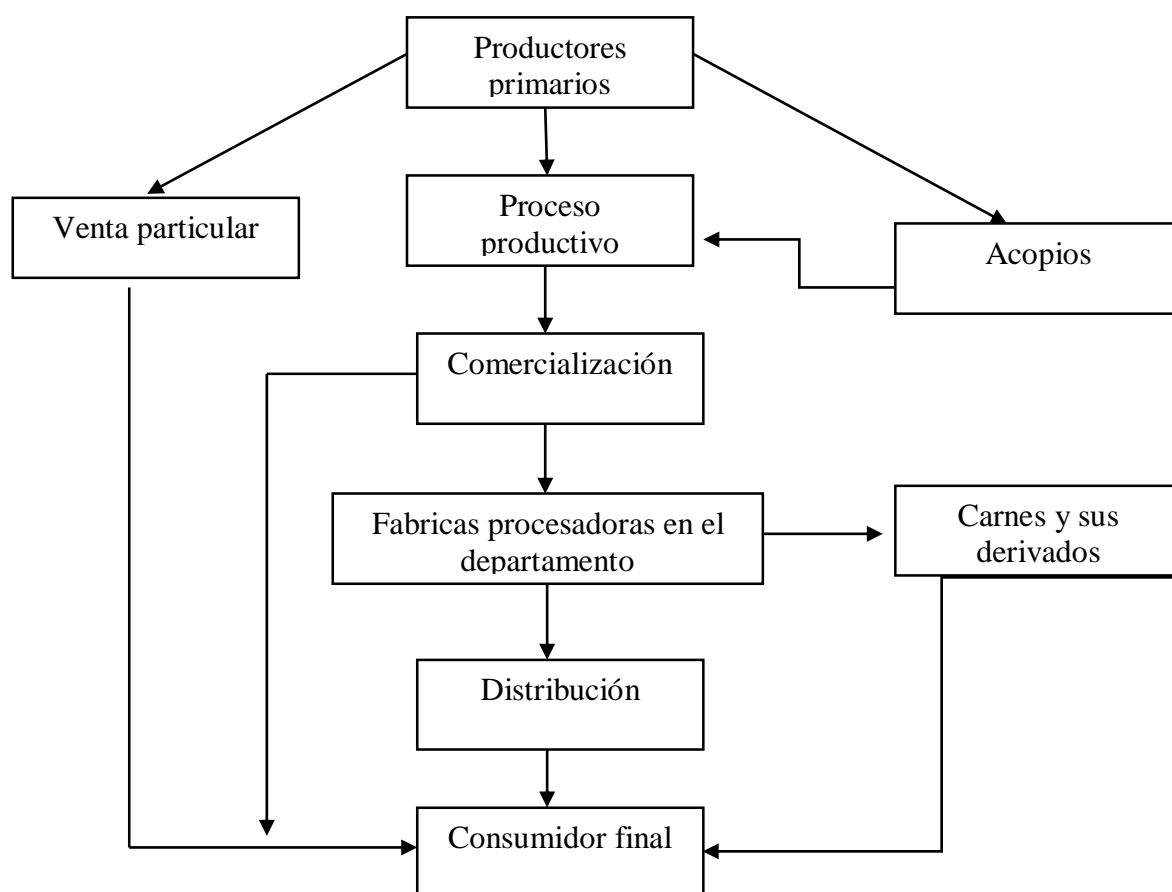 Productores
primarios
Venta particular
Proceso
productivo
Acopios
Comercialización
Fabricas procesadoras en el
departamento
Carnes y sus
derivados
Distribución
Consumidor final